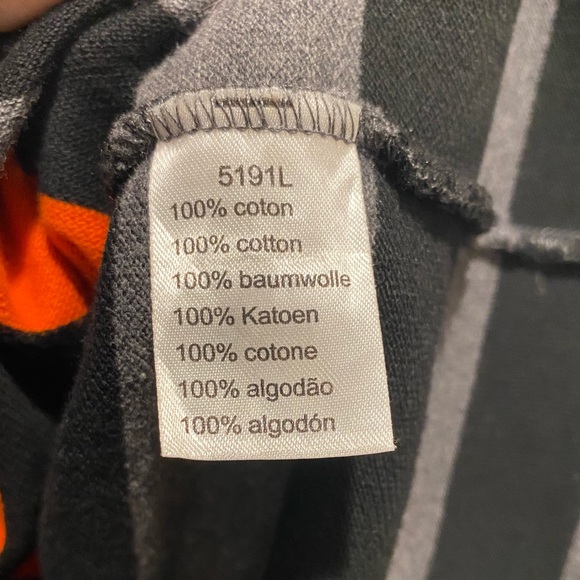 5191L
100% coton
100% cotton
100% baumwolle
100% Katoen
100% cotone
100% algodão
100% algodón